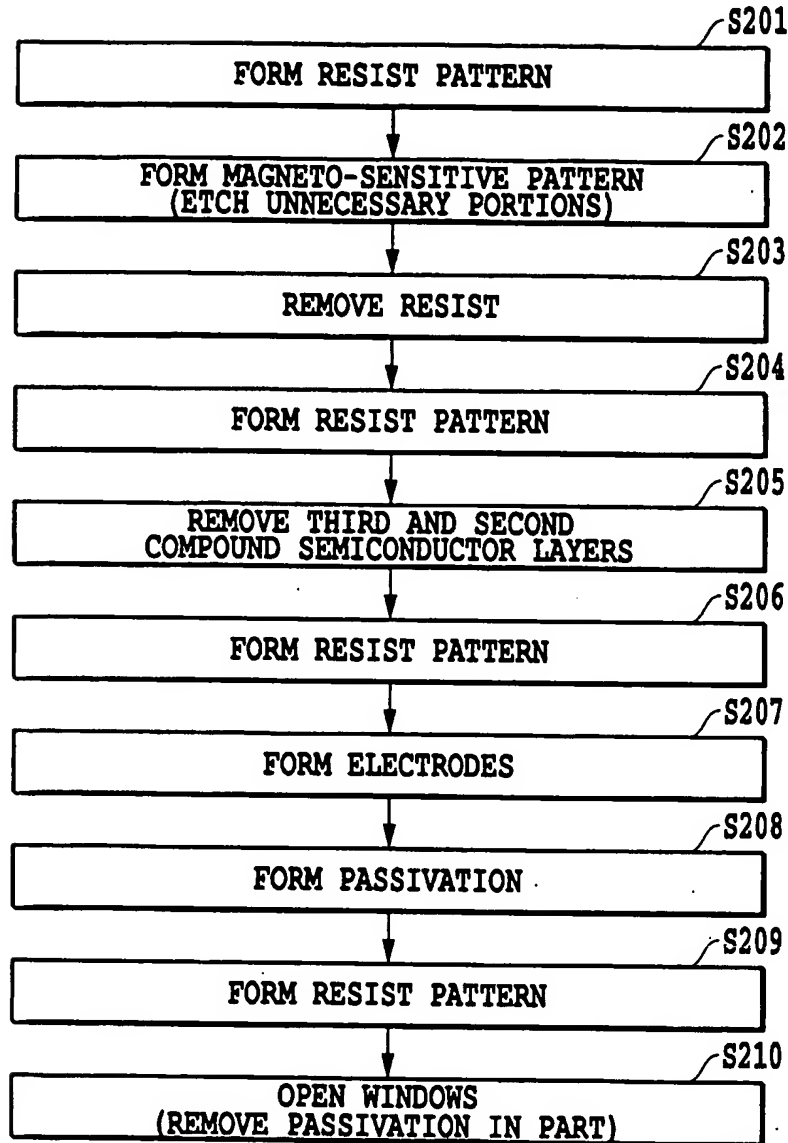 S201
FORM RESIST PATTERN
S202
FORM MAGNETO-SENSITIVE PATTERN
(ETCH UNNECESSARY PORTIONS)
S203
REMOVE RESIST
S204
FORM RESIST PATTERN
S205
REMOVE THIRD AND SECOND
COMPOUND SEMICONDUCTOR LAYERS
S206
FORM RESIST PATTERN
S207
FORM ELECTRODES
S208
FORM PASSIVATION
S209
FORM RESIST PATTERN
S210
OPEN WINDOWS
(REMOVE PASSIVATION IN PART)